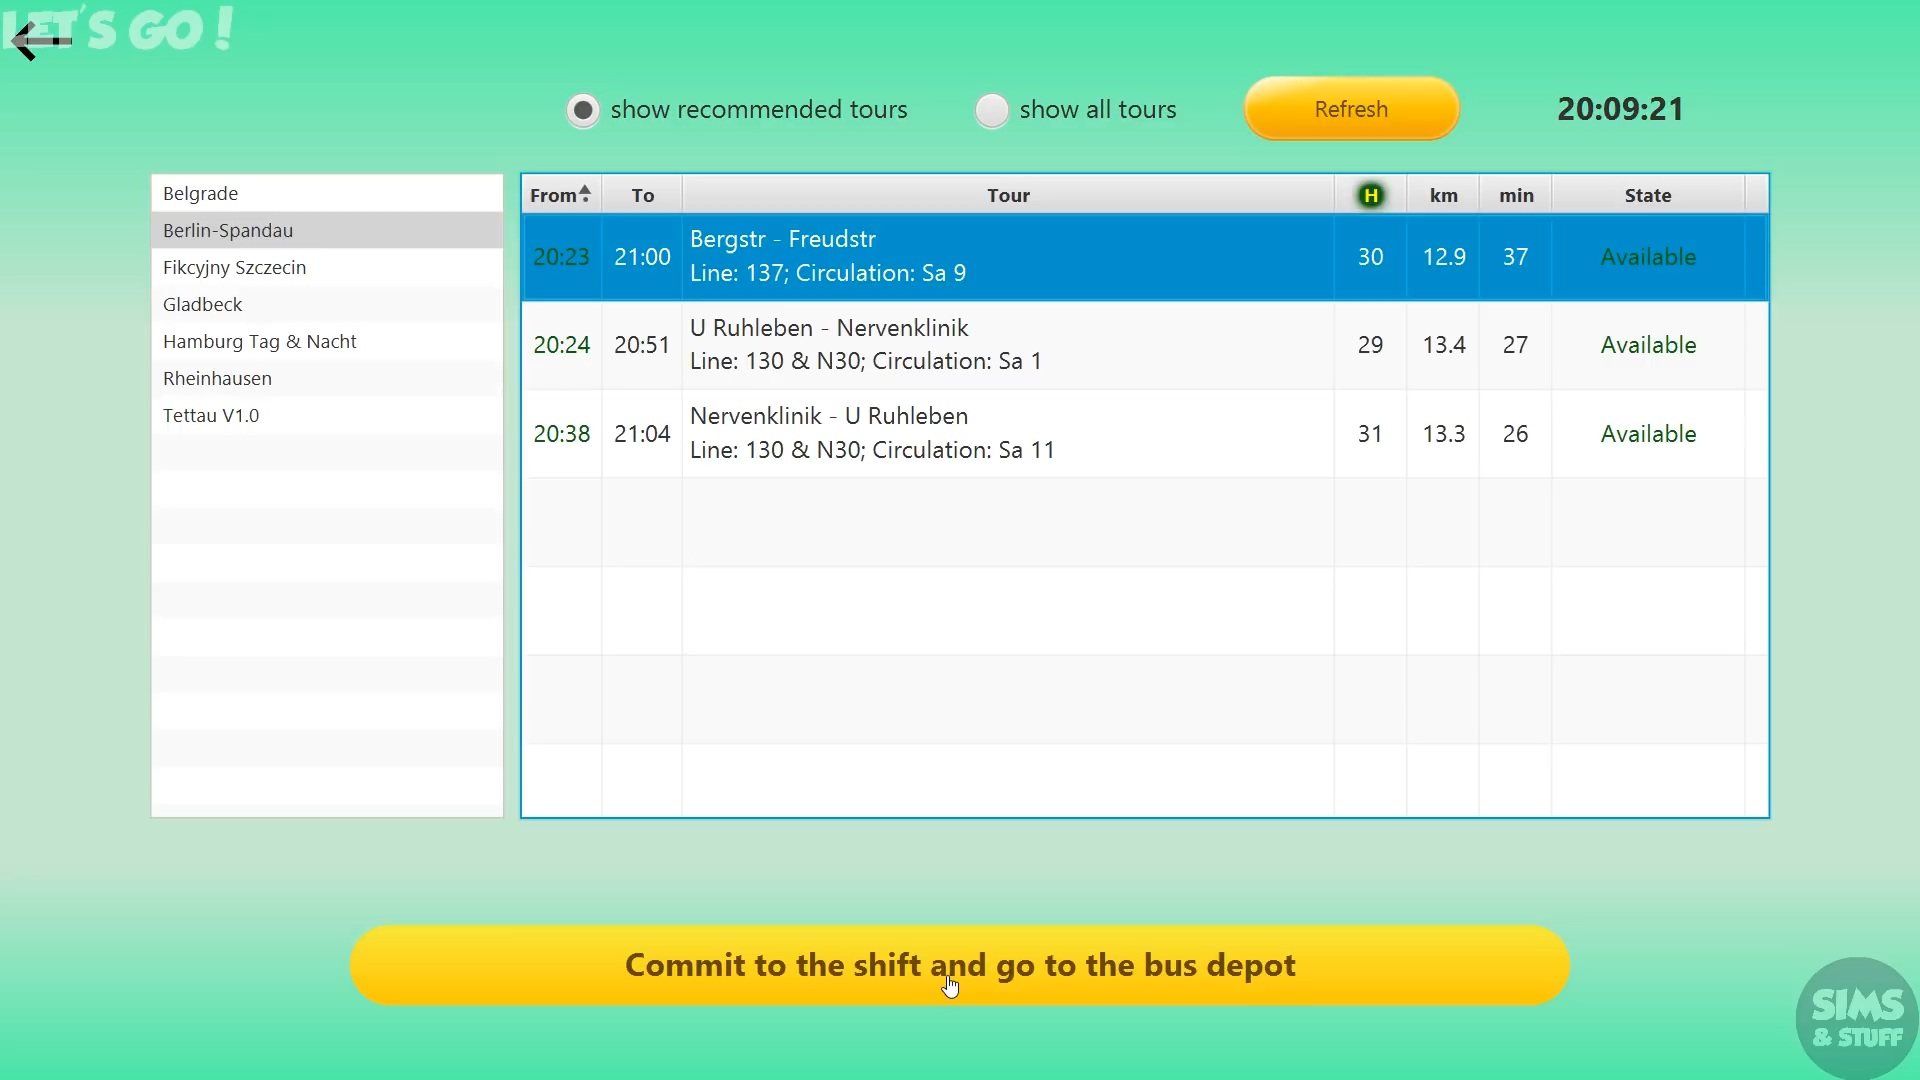 LET'S GO!
show recommended tours
show all tours
Refresh
20:09:21
Belgrade
Berlin-Spandau
Fikcyjny Szczecin
Gladbeck
Hamburg Tag & Nacht
Rheinhausen
Tettau V1.0
From To Tour H km min State
20:23 21:00 Bergstr - Freudstr 30 12.9 37 Available
Line: 137; Circulation: Sa 9
20:24 20:51 U Ruhleben - Nervenklinik 29 13.4 27 Available
Line: 130 & N30; Circulation: Sa 1
20:38 21:04 Nervenklinik - U Ruhleben 31 13.3 26 Available
Line: 130 & N30; Circulation: Sa 11
Commit to the shift and go to the bus depot
SIMS
& STUFF